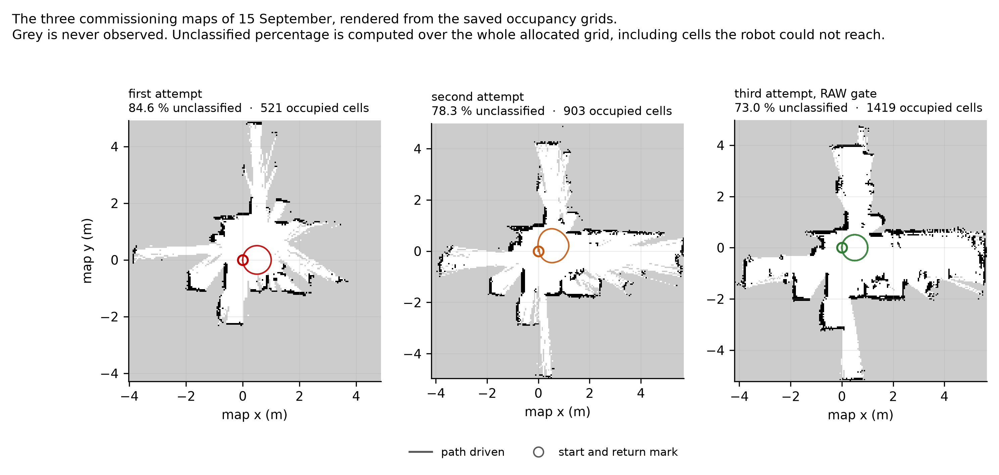 The three commissioning maps of 15 September, rendered from the saved occupancy grids.
Grey is never observed. Unclassified percentage is computed over the whole allocated grid, including cells the robot could not reach.
first attempt
84.6 % unclassified · 521 occupied cells
4
2
0
−2
−4
map y (m)
−4 −2 0 2 4
map x (m)
second attempt
78.3 % unclassified · 903 occupied cells
4
2
0
−2
−4
−4 −2 0 2 4
map x (m)
third attempt, RAW gate
73.0 % unclassified · 1419 occupied cells
4
2
0
−2
−4
−4 −2 0 2 4
map x (m)
path driven
start and return mark